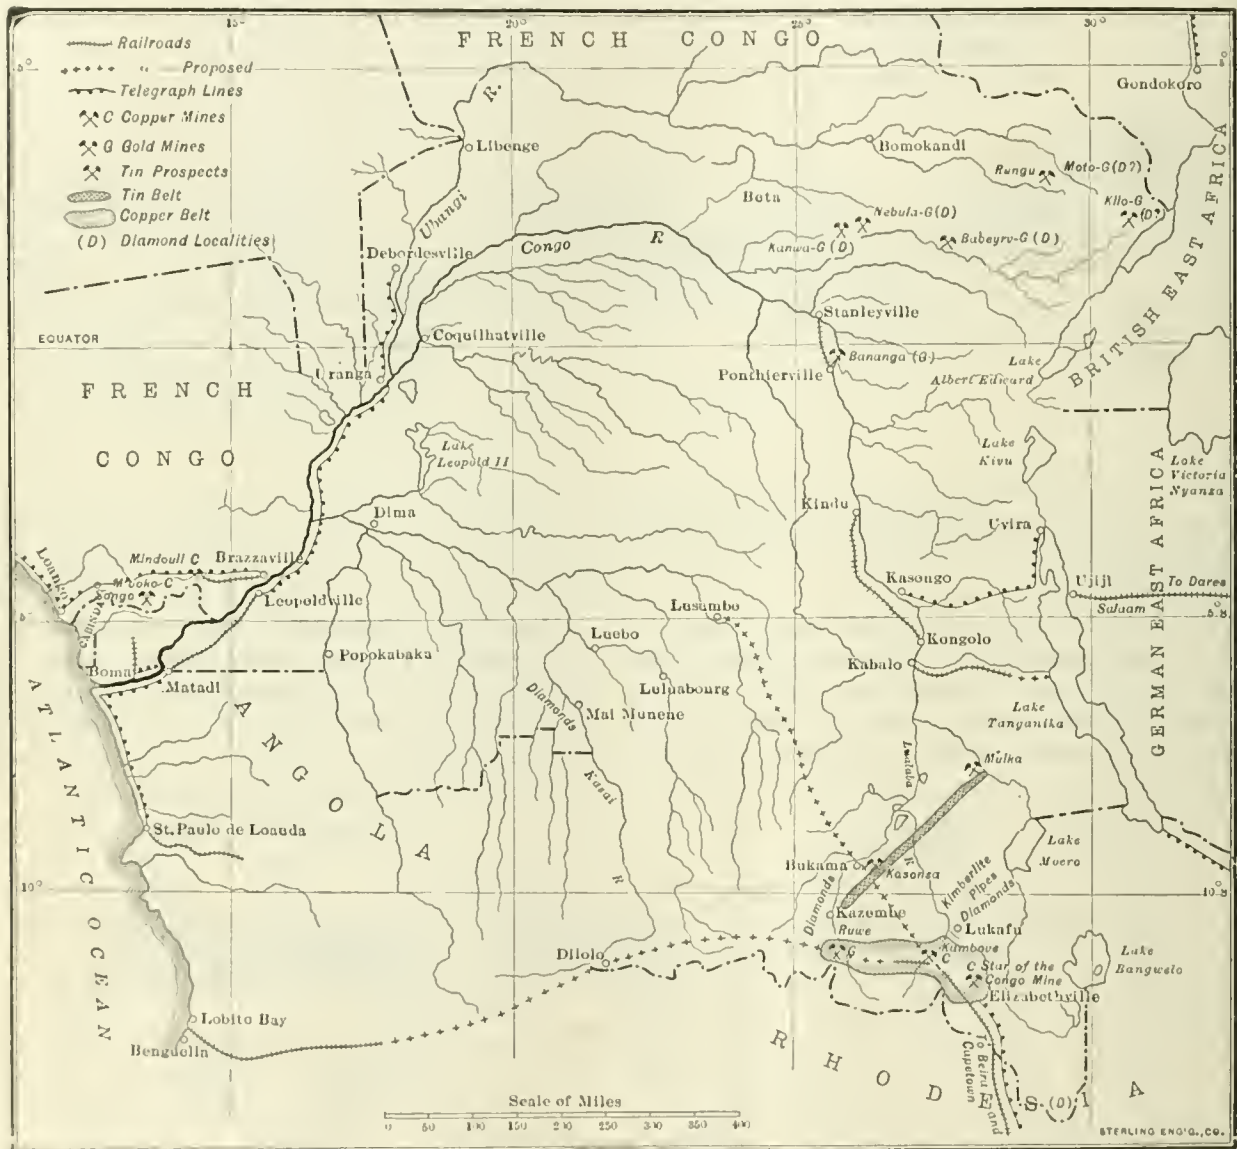 15° 20° 25° 30°
Railroads
" Proposed
Telegraph Lines
C Copper Mines
G Gold Mines
Tin Prospects
Tin Belt
Copper Belt
(D) Diamond Localities
FRENCH CONGO
5°
5°
Gondokoro
R.
Libenge
Bomokandi
Rungu
Moto-G (D?)
Ubangi
Bota
Nebula-G(D)
Kilo-G
(D)
Kanwa-G (D)
Babeyru-G (D)
Congo R
Debordesville
BRITISH EAST AFRICA
Stanleyville
EQUATOR
Coquilhatville
Bananga (G)
Lake
Albert Edward
Ponthierville
FRENCH
CONGO
Lake
Leopold II
Lake
Kivu
Lake
Victoria
Nyanza
Dima
Kindu
Uvira
GERMAN EAST AFRICA
Loango
Mindouli C
Brazzaville
M'boko-C
Songo
Leopoldville
Kasongo
Ujiji
To Dares
Salaam
Lusambo
5°S
Luebo
Kongolo
Boma
Popokabaka
Kabalo
Matadi
Luluabourg
Diamonds
Mai Munene
Lake
Tanganika
ATLANTIC OCEAN
ANGOLA
Lualaba
Mulka
Kasai
R
St. Paulo de Loanda
Bukama
Kasonsa
R
Lake
Moero
10°
10°S
Diamonds
Kazembe
Ruwe
G
Kimberlite
Pipes
Diamonds
Lukafu
Kambove
C
Dilolo
C Star of the
Congo Mine
Lake
Bangwelo
Elizabethville
Lobito Bay
Benguella
RHODESIA
(D)
To Beira and
Capetown
Scale of Miles
0 50 100 150 200 250 300 350 400
STERLING ENG'G., CO.